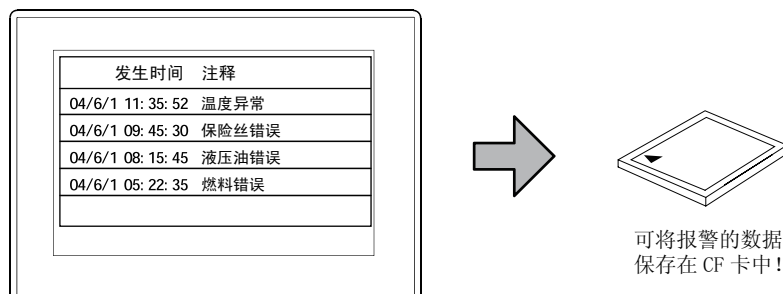 发生时间 注释
04/6/1 11:35:52 温度异常
04/6/1 09:45:30 保险丝错误
04/6/1 08:15:45 液压油错误
04/6/1 05:22:35 燃料错误
可将报警的数据
保存在 CF 卡中!